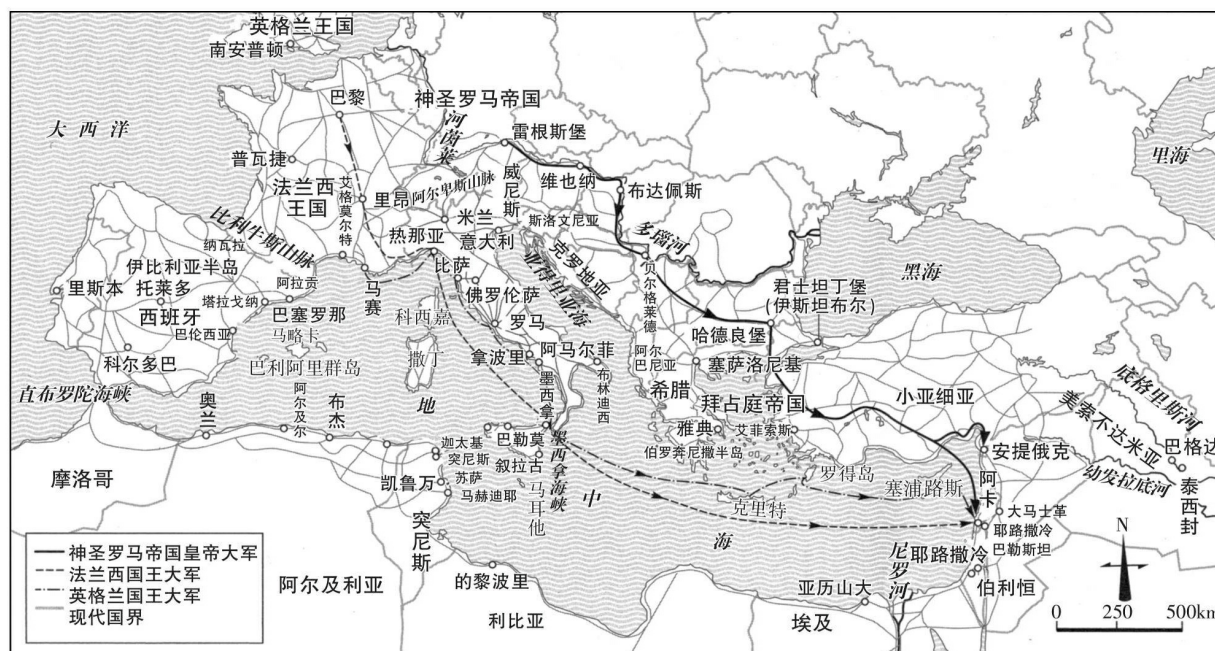 英格兰王国
南安普顿
大西洋
巴黎
神圣罗马帝国
莱茵河
雷根斯堡
普瓦捷
法兰西
王国
艾格莫尔特
里昂
阿尔卑斯山脉
威尼斯
维也纳
布达佩斯
里海
米兰
意大利
斯洛文尼亚
多瑙河
比利牛斯山脉
纳瓦拉
热那亚
克罗地亚
亚得里亚海
贝尔格莱德
黑海
伊比利亚半岛
里斯本
托莱多
阿拉贡
塔拉戈纳
马赛
比萨
佛罗伦萨
君士坦丁堡
(伊斯坦布尔)
西班牙
巴伦西亚
巴塞罗那
马略卡
科西嘉
罗马
哈德良堡
科尔多巴
巴利阿里群岛
撒丁
拿波里
阿马尔菲
布林迪西
阿尔
巴尼亚
塞萨洛尼基
底格里斯河
直布罗陀海峡
奥兰
阿尔及尔
布杰
地
墨西拿
希腊
拜占庭帝国
小亚细亚
美索不达米亚
巴格达
迦太基
突尼斯
巴勒莫
墨西拿海峡
雅典
艾菲索斯
伯罗奔尼撒半岛
安提俄克
幼发拉底河
摩洛哥
凯鲁万
苏萨
叙拉古
马耳他
罗得岛
塞浦路斯
阿卡
泰西封
马赫迪耶
中
克里特
大马士革
耶路撒冷
巴勒斯坦
突尼斯
海
尼罗河
耶路撒冷
N
神圣罗马帝国皇帝大军
法兰西国王大军
英格兰国王大军
现代国界
阿尔及利亚
的黎波里
利比亚
亚历山大
埃及
伯利恒
0 250 500km